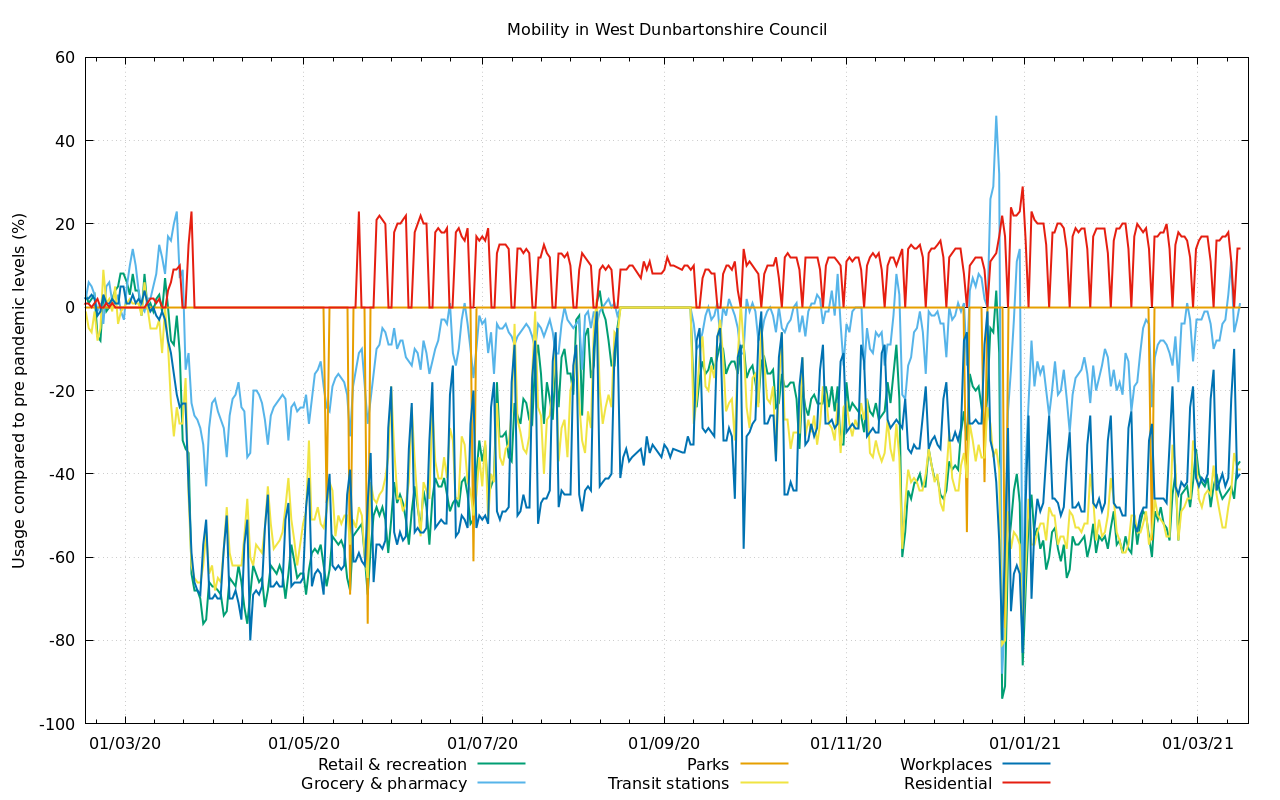 Mobility in West Dunbartonshire Council
Usage compared to pre pandemic levels (%)
60
40
20
0
-20
-40
-60
-80
-100
01/03/20 01/05/20 01/07/20 01/09/20 01/11/20 01/01/21 01/03/21
Retail & recreation Parks Workplaces
Grocery & pharmacy Transit stations Residential